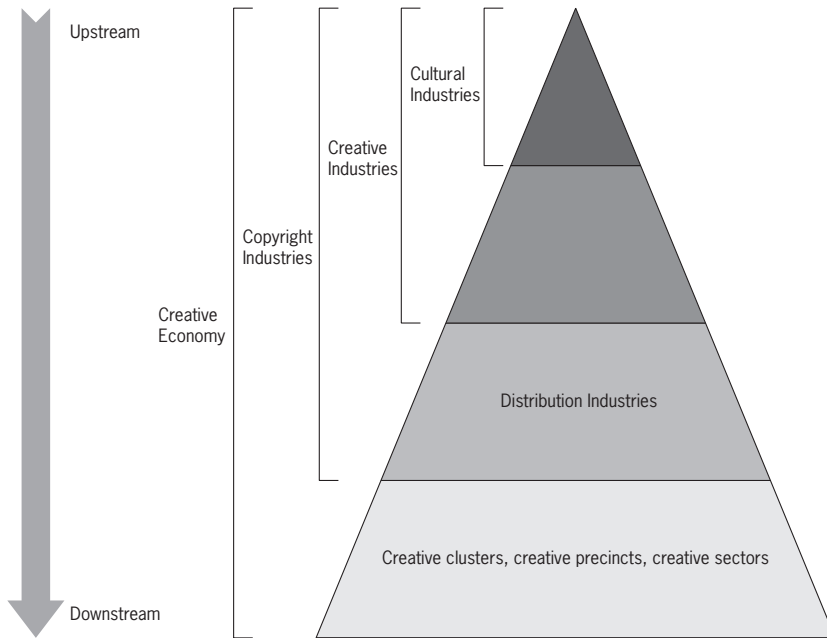 Upstream
Cultural
Industries
Creative
Industries
Copyright
Industries
Creative
Economy
Distribution Industries
Creative clusters, creative precincts, creative sectors
Downstream